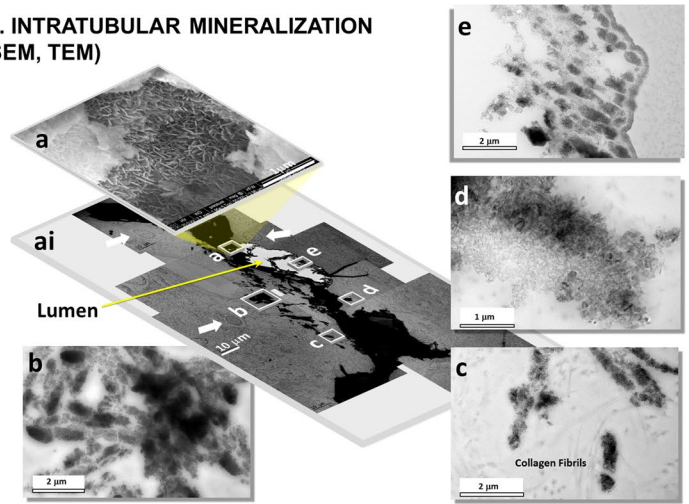 . INTRATUBULAR MINERALIZATION
SEM, TEM)
a
ai
a
e
b
d
c
Lumen
10 µm
b
2 µm
e
2 µm
d
1 µm
c
Collagen Fibrils
2 µm